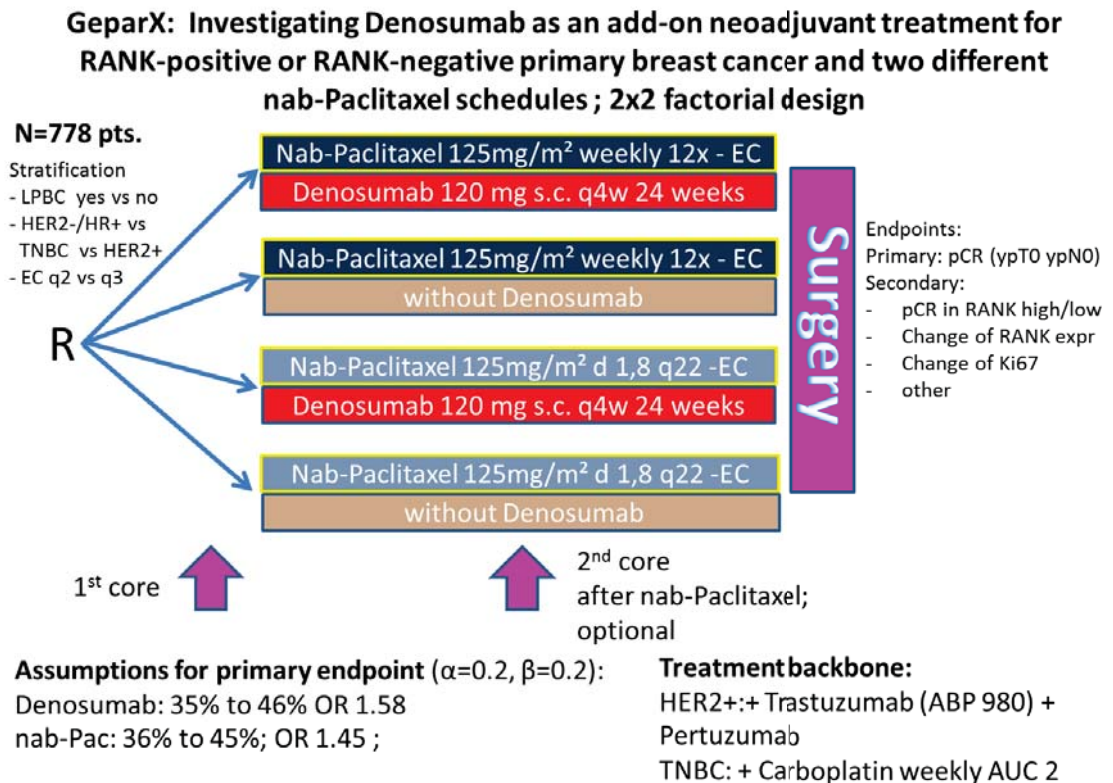 GeparX: Investigating Denosumab as an add-on neoadjuvant treatment for
RANK-positive or RANK-negative primary breast cancer and two different
nab-Paclitaxel schedules ; 2x2 factorial design
N=778 pts.
Stratification
- LPBC yes vs no
- HER2-/HR+ vs
TNBC vs HER2+
- EC q2 vs q3
R
Nab-Paclitaxel 125mg/m² weekly 12x - EC
Denosumab 120 mg s.c. q4w 24 weeks
Nab-Paclitaxel 125mg/m² weekly 12x - EC
without Denosumab
Nab-Paclitaxel 125mg/m² d 1,8 q22 -EC
Denosumab 120 mg s.c. q4w 24 weeks
Nab-Paclitaxel 125mg/m² d 1,8 q22 -EC
without Denosumab
Surgery
Endpoints:
Primary: pCR (ypT0 ypN0)
Secondary:
- pCR in RANK high/low
- Change of RANK expr
- Change of Ki67
- other
1st core
2nd core
after nab-Paclitaxel;
optional
Assumptions for primary endpoint (α=0.2, β=0.2):
Denosumab: 35% to 46% OR 1.58
nab-Pac: 36% to 45%; OR 1.45 ;
Treatment backbone:
HER2+:+ Trastuzumab (ABP 980) +
Pertuzumab
TNBC: + Carboplatin weekly AUC 2